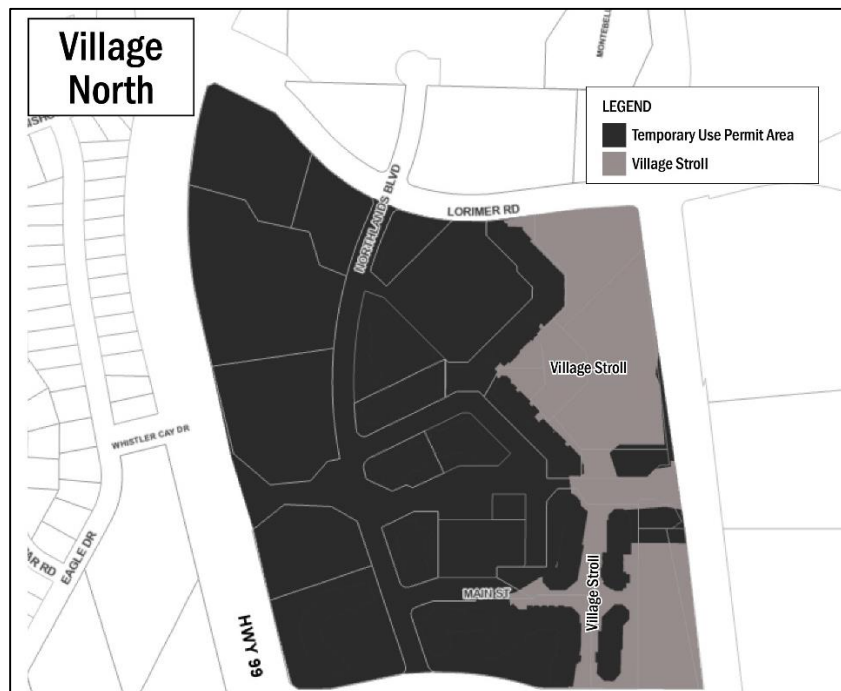 Village
North
MONTEBELL
NSHO
LEGEND
Temporary Use Permit Area
Village Stroll
LORIMER RD
NORTHLANDS BLVD
Village Stroll
WHISTLER CAY DR
EAGLE DR
AR RD
MAIN ST
Village Stroll
HWY 99